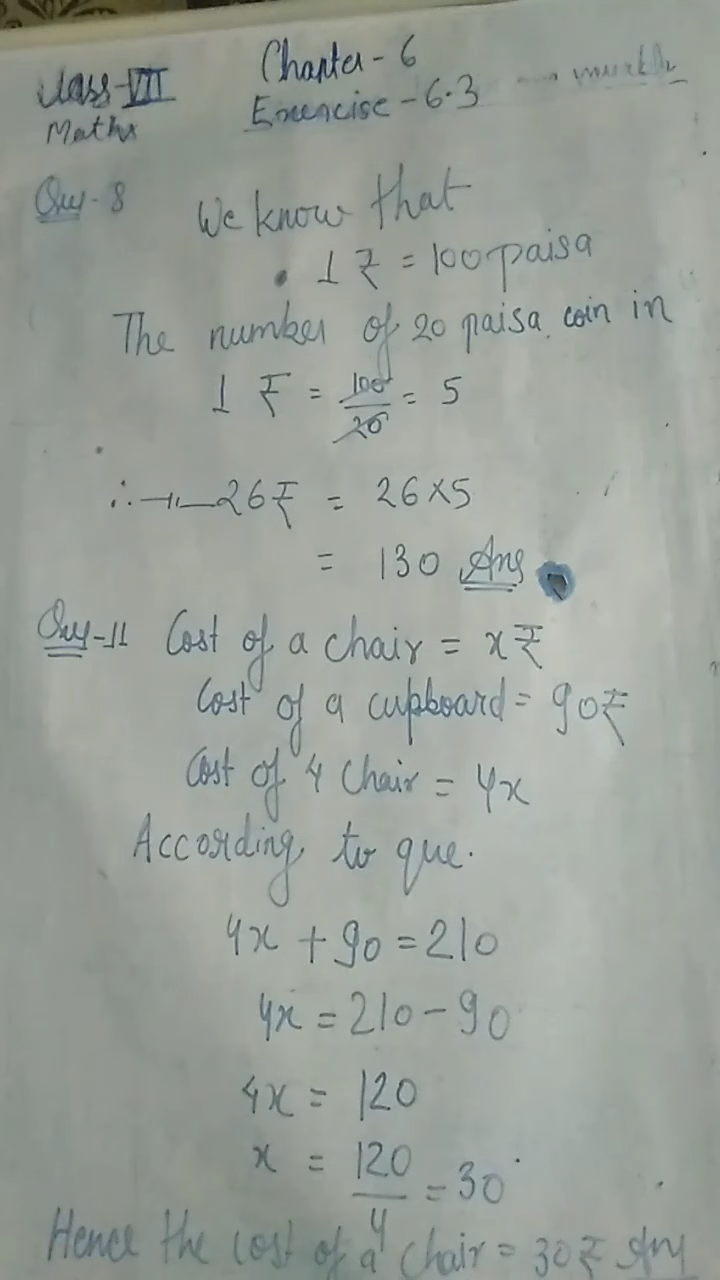 Class-VII Chapter-6
Maths Exercise-6.3
Que-8 We know that
1 ₹ = 100 paisa
The number of 20 paisa coin in
1 ₹ = 100/20 = 5
∴ —〃— 26₹ = 26×5
= 130 Ans
Que-11 Cost of a chair = x₹
Cost of a cupboard = 90₹
Cost of 4 chair = 4x
According to que.
4x + 90 = 210
4x = 210 - 90
4x = 120
x = 120/4 = 30
Hence the cost of a chair = 30₹ Ans